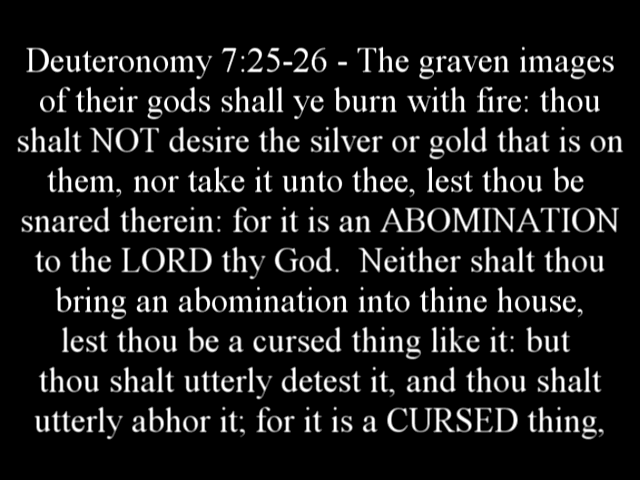 Deuteronomy 7:25-26 - The graven images
of their gods shall ye burn with fire: thou
shalt NOT desire the silver or gold that is on
them, nor take it unto thee, lest thou be
snared therein: for it is an ABOMINATION
to the LORD thy God.  Neither shalt thou
bring an abomination into thine house,
lest thou be a cursed thing like it: but
thou shalt utterly detest it, and thou shalt
utterly abhor it; for it is a CURSED thing,